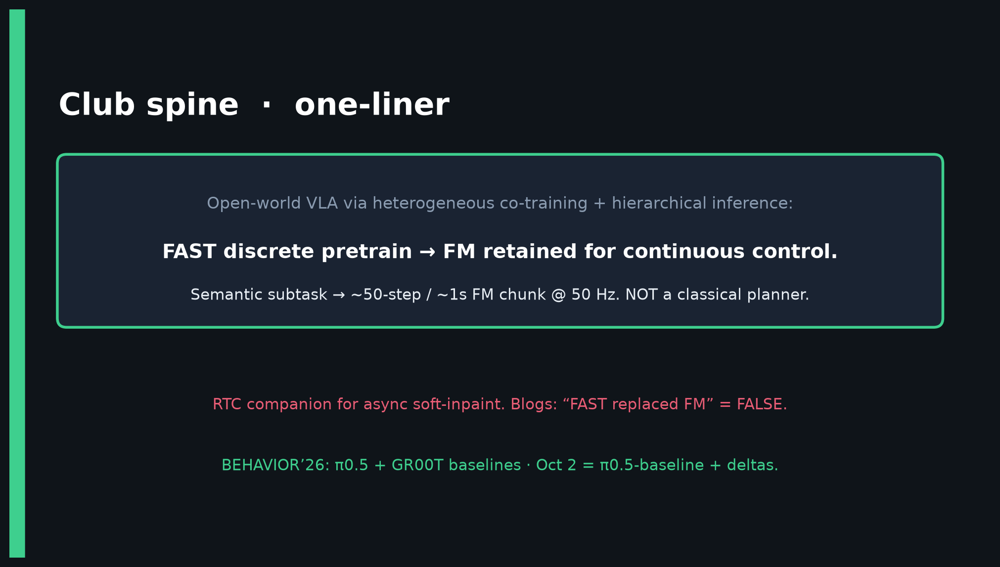 Club spine · one-liner
Open-world VLA via heterogeneous co-training + hierarchical inference:
FAST discrete pretrain → FM retained for continuous control.
Semantic subtask → ~50-step / ~1s FM chunk @ 50 Hz. NOT a classical planner.
RTC companion for async soft-inpaint. Blogs: “FAST replaced FM” = FALSE.
BEHAVIOR’26: π0.5 + GR00T baselines · Oct 2 = π0.5-baseline + deltas.